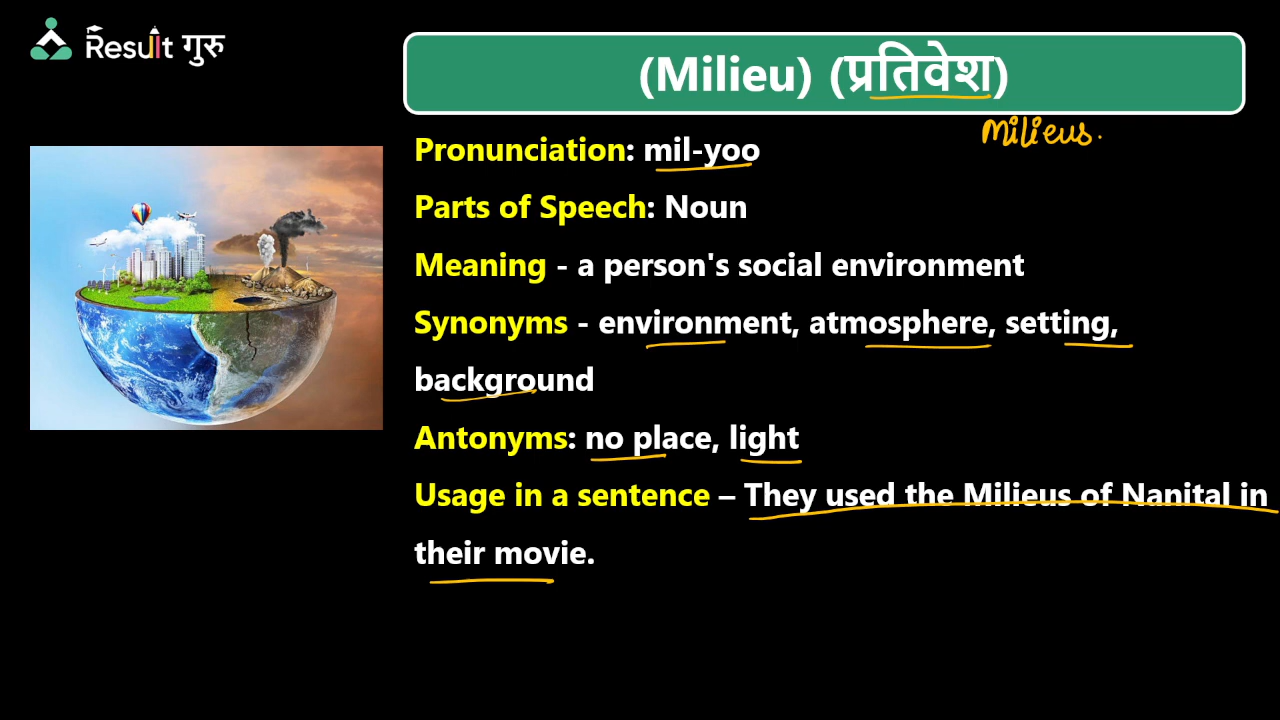 Result गुरु
(Milieu) (प्रतिवेश)
Milieus.
Pronunciation: mil-yoo
Parts of Speech: Noun
Meaning - a person's social environment
Synonyms - environment, atmosphere, setting,
background
Antonyms: no place, light
Usage in a sentence – They used the Milieus of Nanital in
their movie.